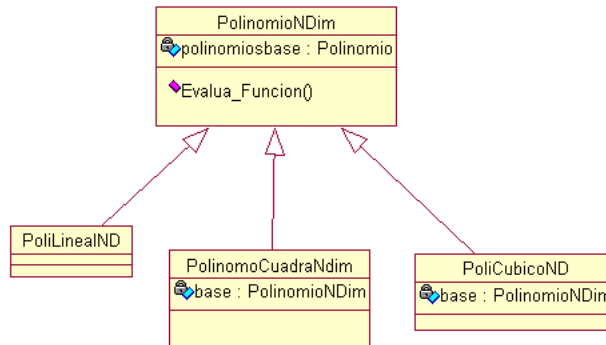 PolinomioNDim
polinomiosbase : Polinomio
Evalua_Funcion()
PoliLinealND
PolinomoCuadraNdim
base : PolinomioNDim
PoliCubicoND
base : PolinomioNDim